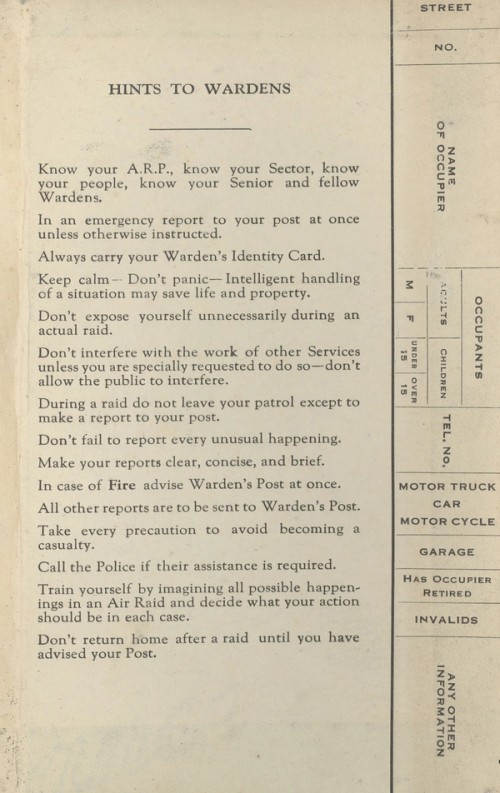 HINTS TO WARDENS
Know your A.R.P., know your Sector, know
your people, know your Senior and fellow
Wardens.
In an emergency report to your post at once
unless otherwise instructed.
Always carry your Warden's Identity Card.
Keep calm— Don't panic— Intelligent handling
of a situation may save life and property.
Don't expose yourself unnecessarily during an
actual raid.
Don't interfere with the work of other Services
unless you are specially requested to do so—don't
allow the public to interfere.
During a raid do not leave your patrol except to
make a report to your post.
Don't fail to report every unusual happening.
Make your reports clear, concise, and brief.
In case of Fire advise Warden's Post at once.
All other reports are to be sent to Warden's Post.
Take every precaution to avoid becoming a
casualty.
Call the Police if their assistance is required.
Train yourself by imagining all possible happen-
ings in an Air Raid and decide what your action
should be in each case.
Don't return home after a raid until you have
advised your Post.
STREET
NO.
NAME
OF OCCUPIER
OCCUPANTS
ADULTS
M
F
CHILDREN
UNDER
15
OVER
15
TEL. NO.
MOTOR TRUCK
CAR
MOTOR CYCLE
GARAGE
HAS OCCUPIER
RETIRED
INVALIDS
ANY OTHER
INFORMATION